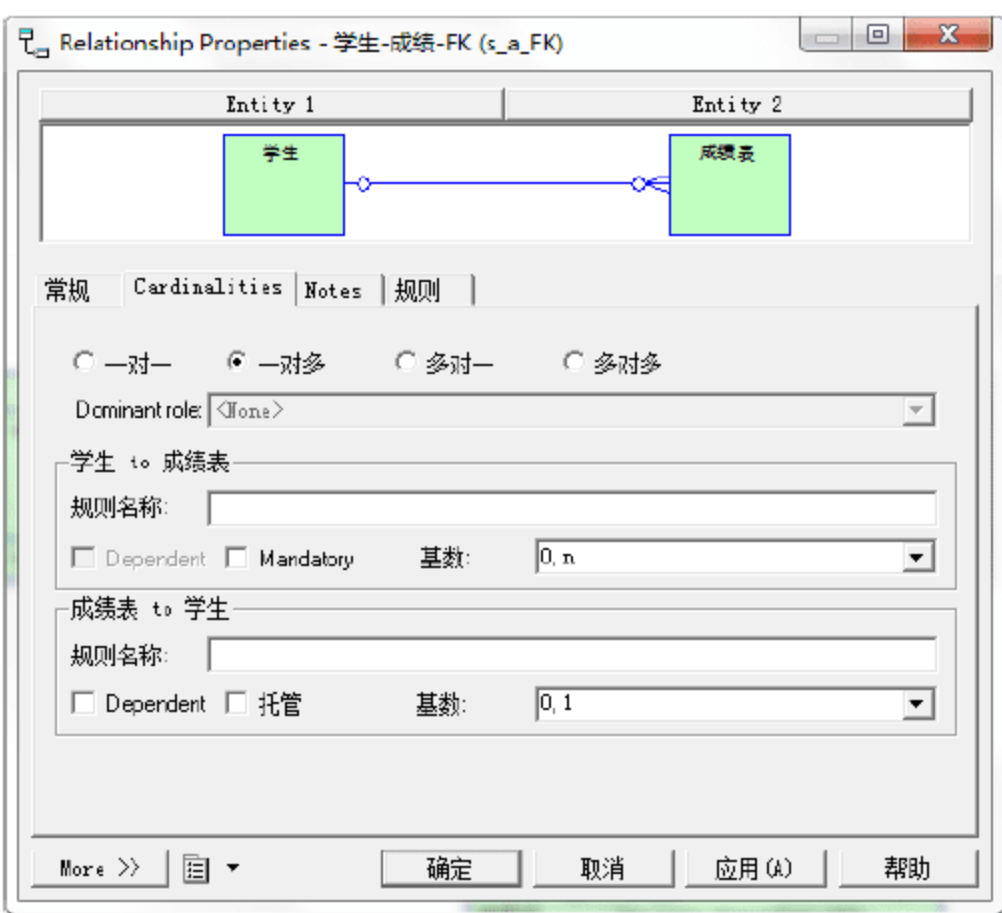 Relationship Properties - 学生-成绩-FK (s_a_FK)
Entity 1 Entity 2
学生 成绩表
常规 Cardinalities Notes 规则
一对一 一对多 多对一 多对多
Dominant role: <None>
学生 to 成绩表
规则名称:
Dependent Mandatory 基数: 0,n
成绩表 to 学生
规则名称:
Dependent 托管 基数: 0,1
More >> 确定 取消 应用(A) 帮助